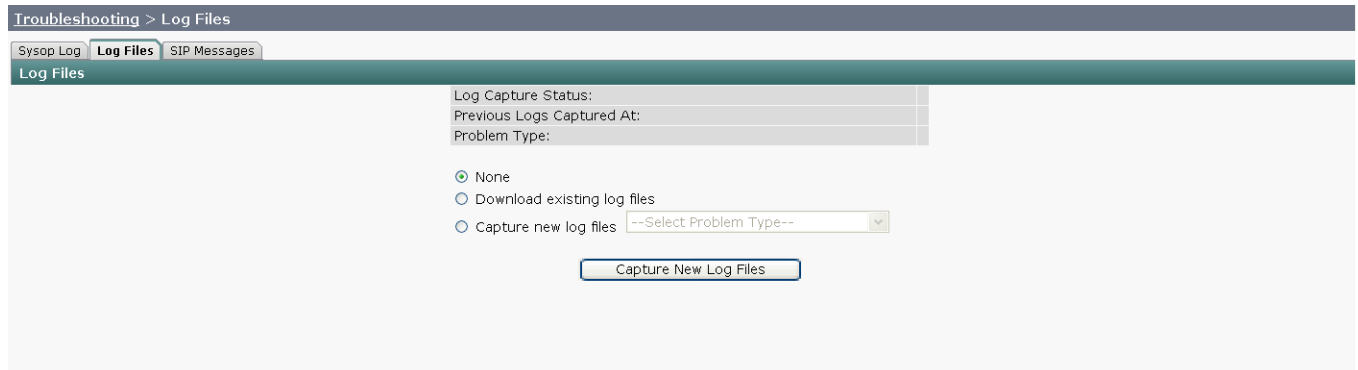 Troubleshooting > Log Files
Sysop Log Log Files SIP Messages
Log Files
Log Capture Status:
Previous Logs Captured At:
Problem Type:
None
Download existing log files
Capture new log files --Select Problem Type--
Capture New Log Files